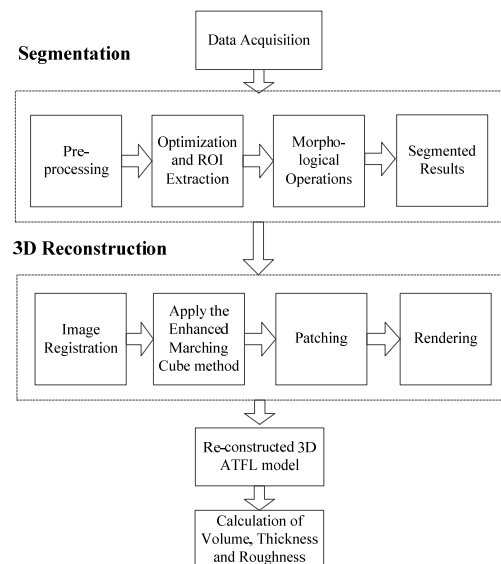 Data Acquisition
Segmentation
Pre-
processing
Optimization
and ROI
Extraction
Morpho-
logical
Operations
Segmented
Results
3D Reconstruction
Image
Registration
Apply the
Enhanced
Marching
Cube method
Patching
Rendering
Re-constructed 3D
ATFL model
Calculation of
Volume, Thickness
and Roughness